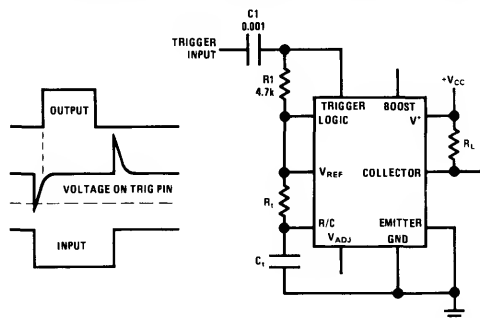 C1
0.001
TRIGGER
INPUT
R1
4.7k
TRIGGER
BOOST
+VCC
LOGIC
V+
RL
VREF
COLLECTOR
Rt
R/C
EMITTER
VADJ
GND
Ct
OUTPUT
VOLTAGE ON TRIG PIN
INPUT